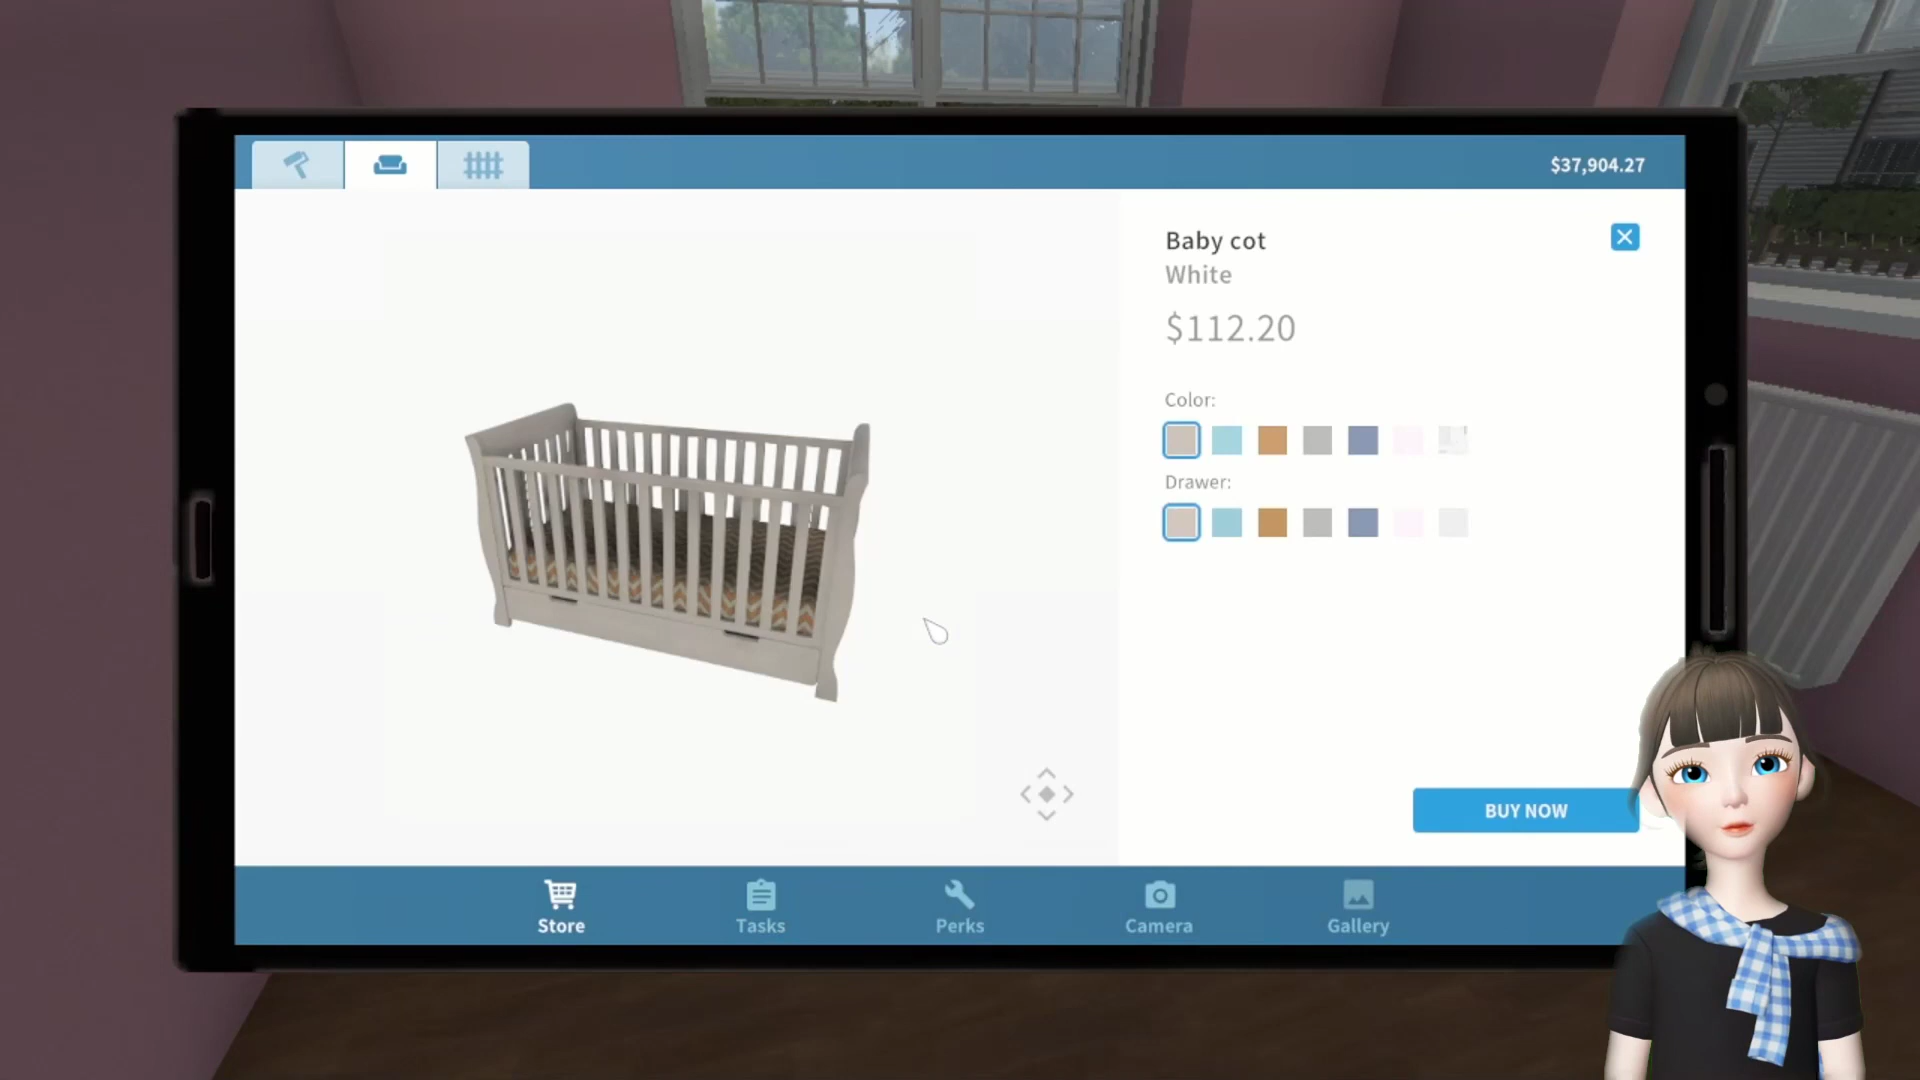 $37,904.27
Baby cot
White
$112.20
Color:
Drawer:
BUY NOW
Store
Tasks
Perks
Camera
Gallery